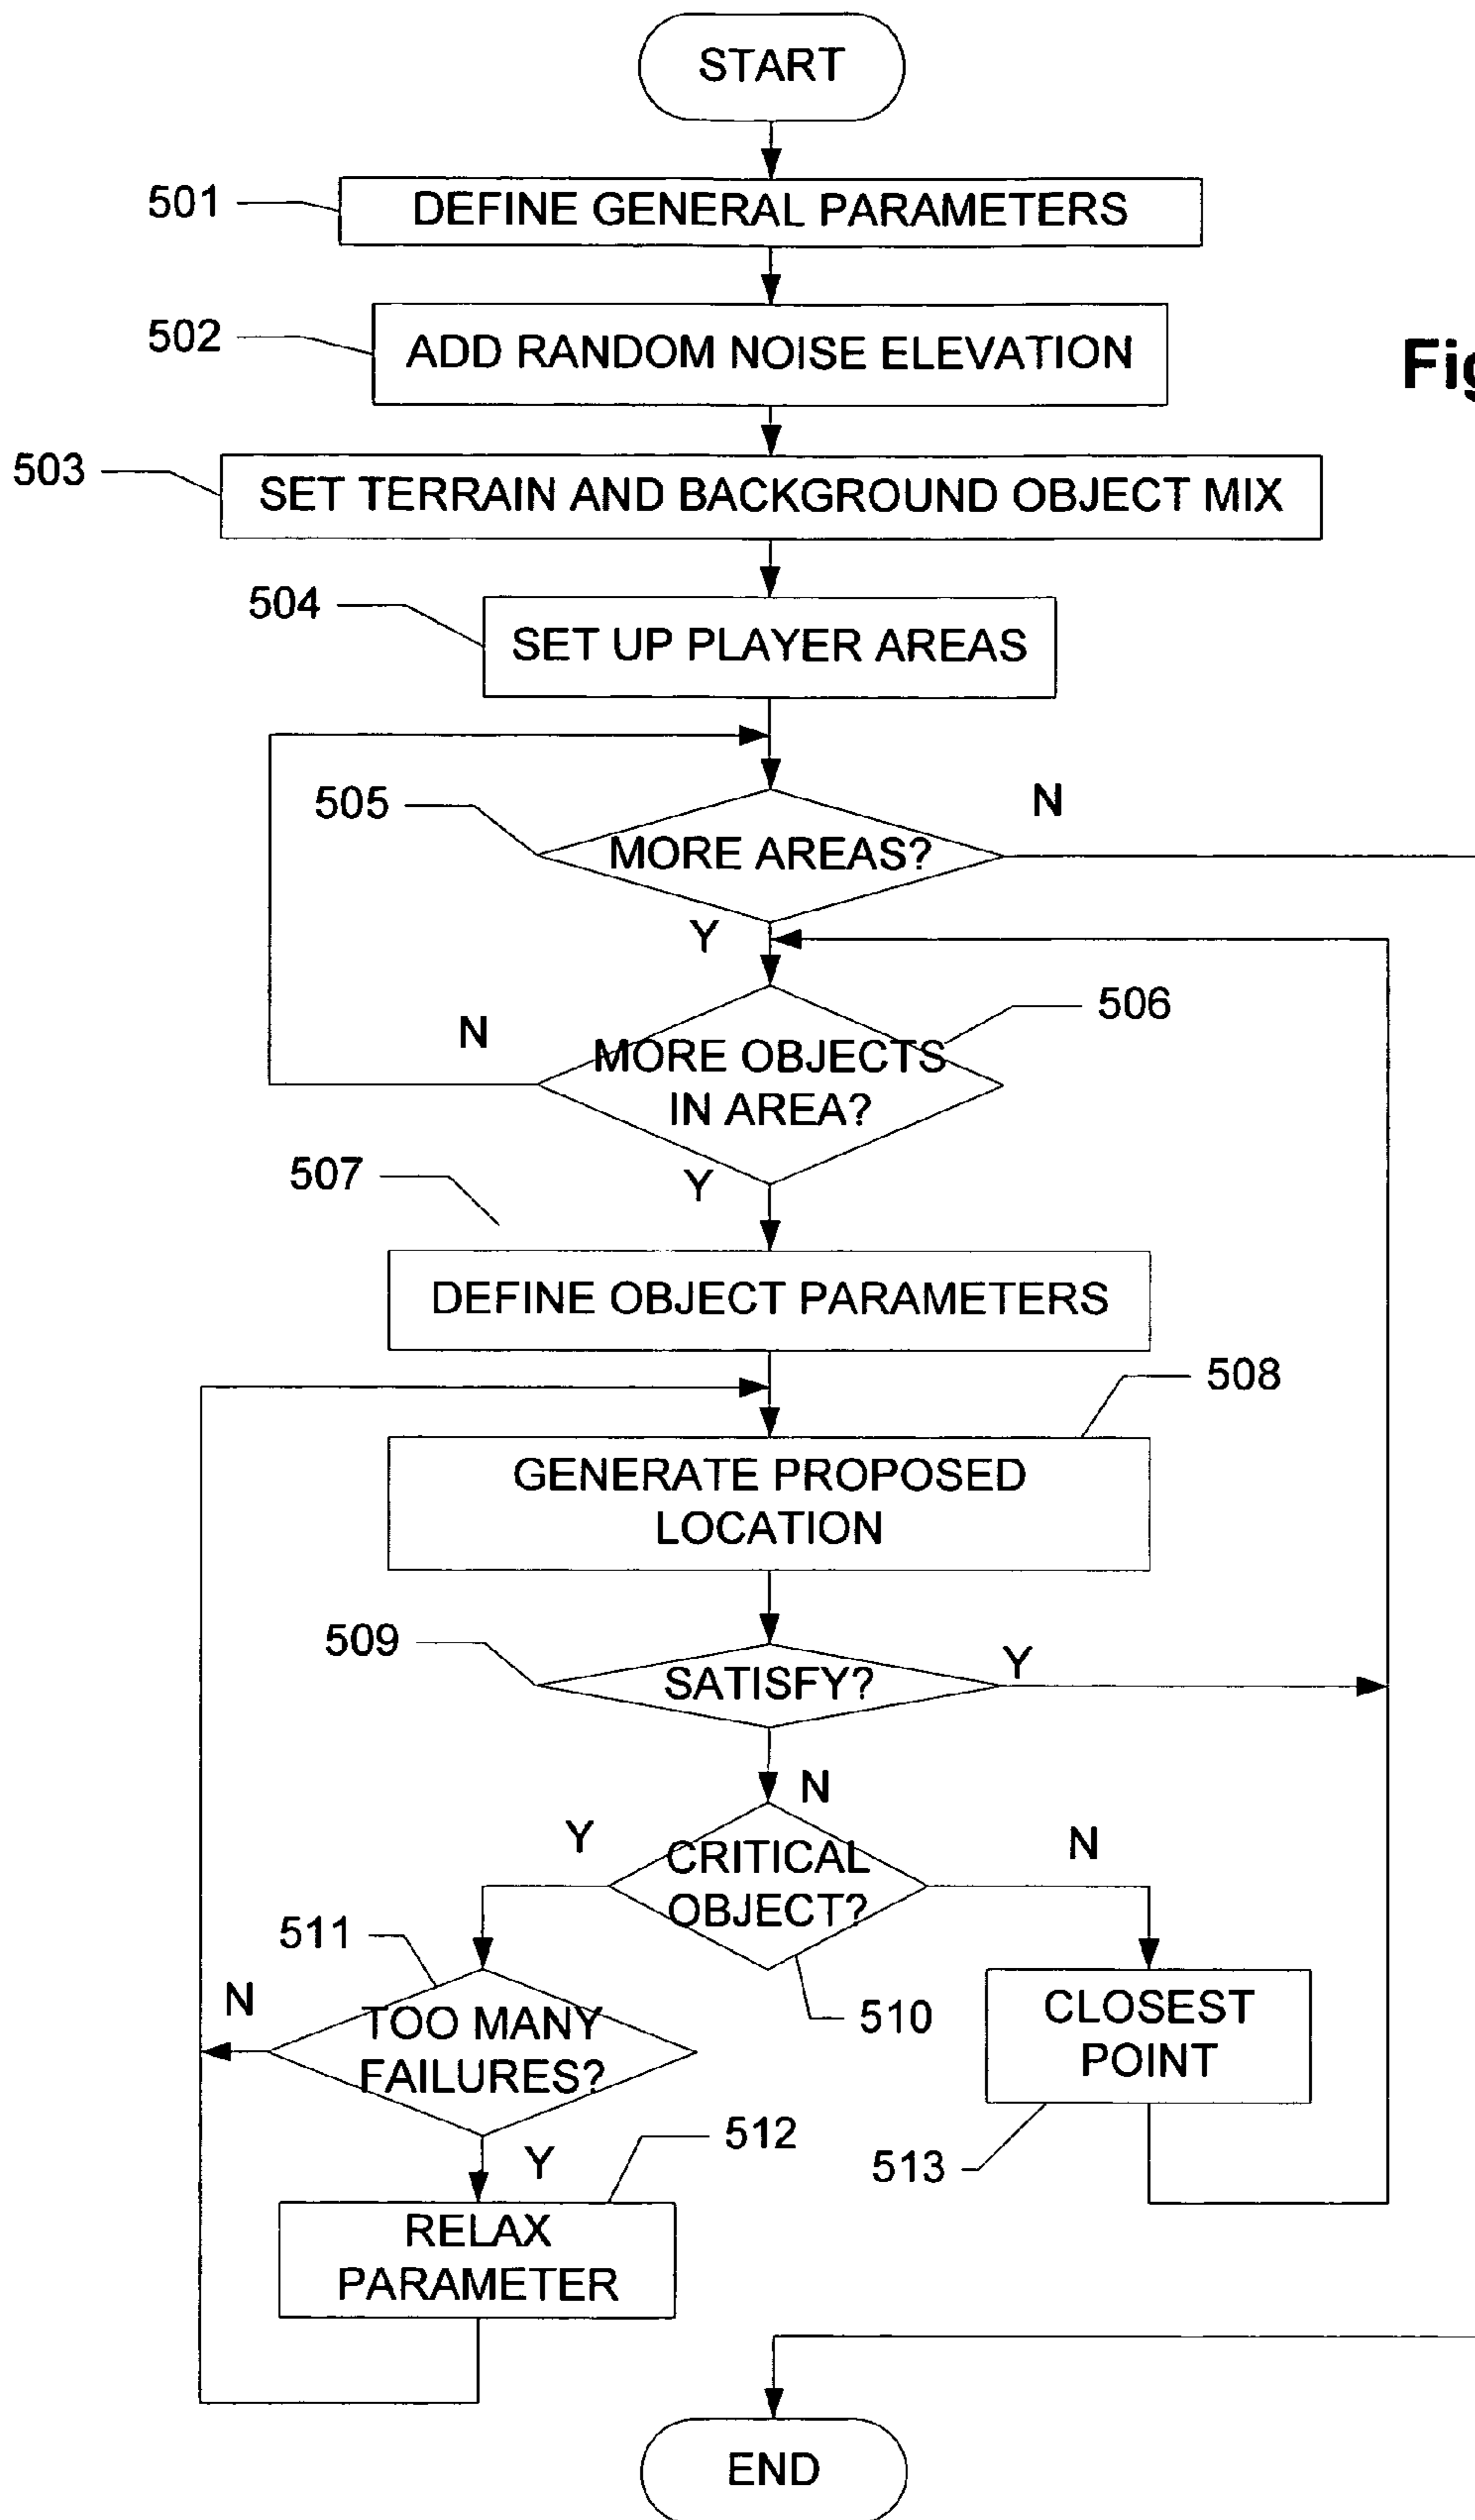 START
501
DEFINE GENERAL PARAMETERS
502
ADD RANDOM NOISE ELEVATION
Fig
503
SET TERRAIN AND BACKGROUND OBJECT MIX
504
SET UP PLAYER AREAS
505
MORE AREAS?
N
Y
506
N
MORE OBJECTS
IN AREA?
507
Y
DEFINE OBJECT PARAMETERS
508
GENERATE PROPOSED
LOCATION
509
SATISFY?
Y
N
Y
CRITICAL
OBJECT?
N
511
N
TOO MANY
FAILURES?
510
CLOSEST
POINT
512
Y
513
RELAX
PARAMETER
END